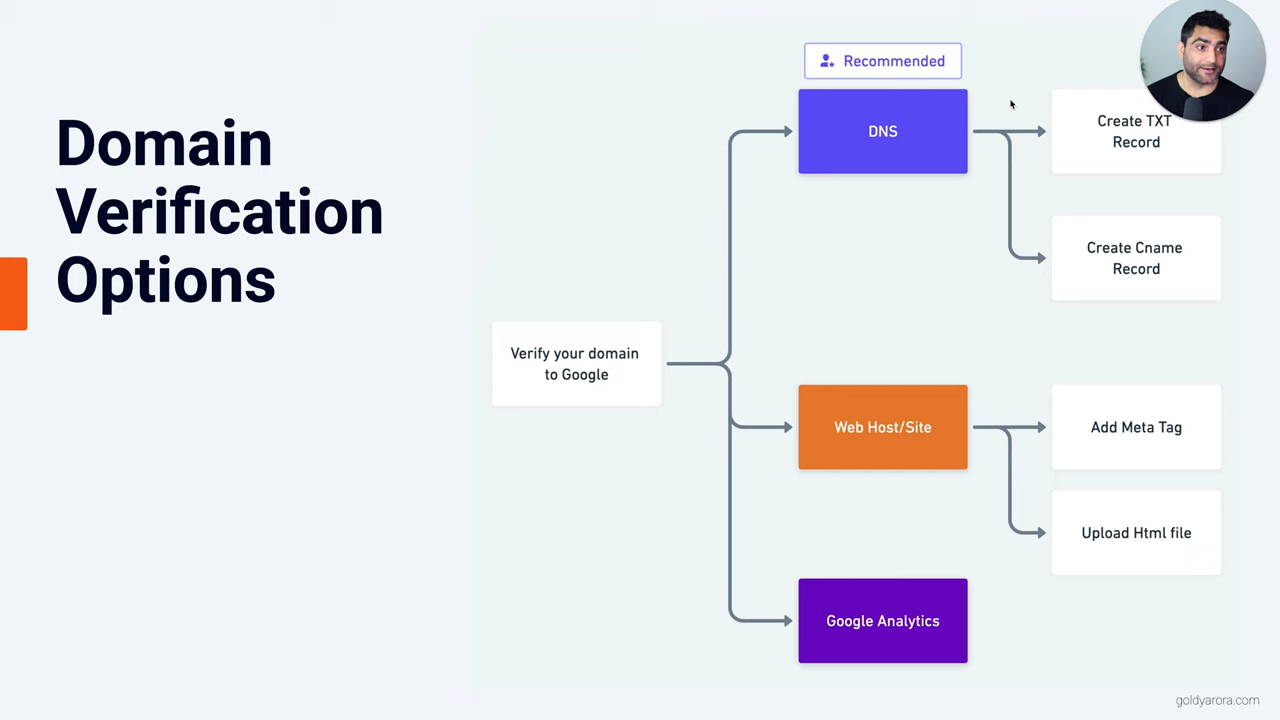 Domain
Verification
Options
Verify your domain
to Google
Recommended
DNS
Create TXT
Record
Create Cname
Record
Web Host/Site
Add Meta Tag
Upload Html file
Google Analytics
goldyarora.com